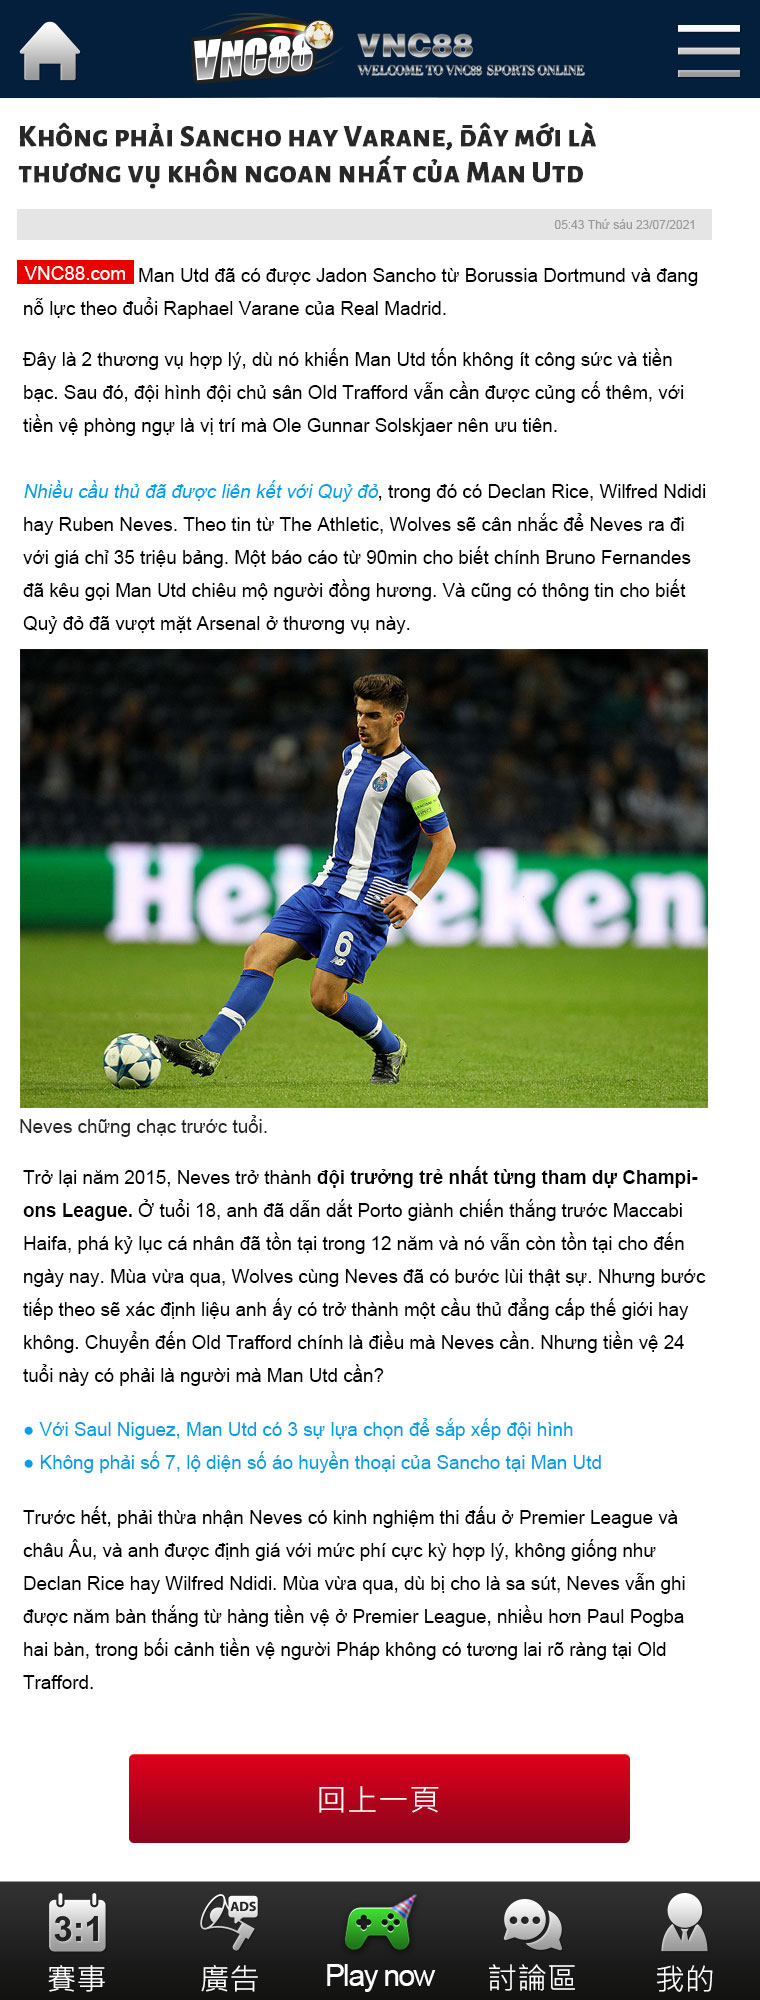 VNC88
VNC88
WELCOME TO VNC88 SPORTS ONLINE
KHÔNG PHẢI SANCHO HAY VARANE, ĐÂY MỚI LÀ
THƯƠNG VỤ KHÔN NGOAN NHẤT CỦA MAN UTD
05:43 Thứ sáu 23/07/2021
VNC88.com Man Utd đã có được Jadon Sancho từ Borussia Dortmund và đang
nỗ lực theo đuổi Raphael Varane của Real Madrid.
Đây là 2 thương vụ hợp lý, dù nó khiến Man Utd tốn không ít công sức và tiền
bạc. Sau đó, đội hình đội chủ sân Old Trafford vẫn cần được củng cố thêm, với
tiền vệ phòng ngự là vị trí mà Ole Gunnar Solskjaer nên ưu tiên.
Nhiều cầu thủ đã được liên kết với Quỷ đỏ, trong đó có Declan Rice, Wilfred Ndidi
hay Ruben Neves. Theo tin từ The Athletic, Wolves sẽ cân nhắc để Neves ra đi
với giá chỉ 35 triệu bảng. Một báo cáo từ 90min cho biết chính Bruno Fernandes
đã kêu gọi Man Utd chiêu mộ người đồng hương. Và cũng có thông tin cho biết
Quỷ đỏ đã vượt mặt Arsenal ở thương vụ này.
Heineken
6
Neves chững chạc trước tuổi.
Trở lại năm 2015, Neves trở thành đội trưởng trẻ nhất từng tham dự Champi-
ons League. Ở tuổi 18, anh đã dẫn dắt Porto giành chiến thắng trước Maccabi
Haifa, phá kỷ lục cá nhân đã tồn tại trong 12 năm và nó vẫn còn tồn tại cho đến
ngày nay. Mùa vừa qua, Wolves cùng Neves đã có bước lùi thật sự. Nhưng bước
tiếp theo sẽ xác định liệu anh ấy có trở thành một cầu thủ đẳng cấp thế giới hay
không. Chuyển đến Old Trafford chính là điều mà Neves cần. Nhưng tiền vệ 24
tuổi này có phải là người mà Man Utd cần?
● Với Saul Niguez, Man Utd có 3 sự lựa chọn để sắp xếp đội hình
● Không phải số 7, lộ diện số áo huyền thoại của Sancho tại Man Utd
Trước hết, phải thừa nhận Neves có kinh nghiệm thi đấu ở Premier League và
châu Âu, và anh được định giá với mức phí cực kỳ hợp lý, không giống như
Declan Rice hay Wilfred Ndidi. Mùa vừa qua, dù bị cho là sa sút, Neves vẫn ghi
được năm bàn thắng từ hàng tiền vệ ở Premier League, nhiều hơn Paul Pogba
hai bàn, trong bối cảnh tiền vệ người Pháp không có tương lai rõ ràng tại Old
Trafford.
回上一頁
3:1
ADS
賽事
廣告
Play now
討論區
我的